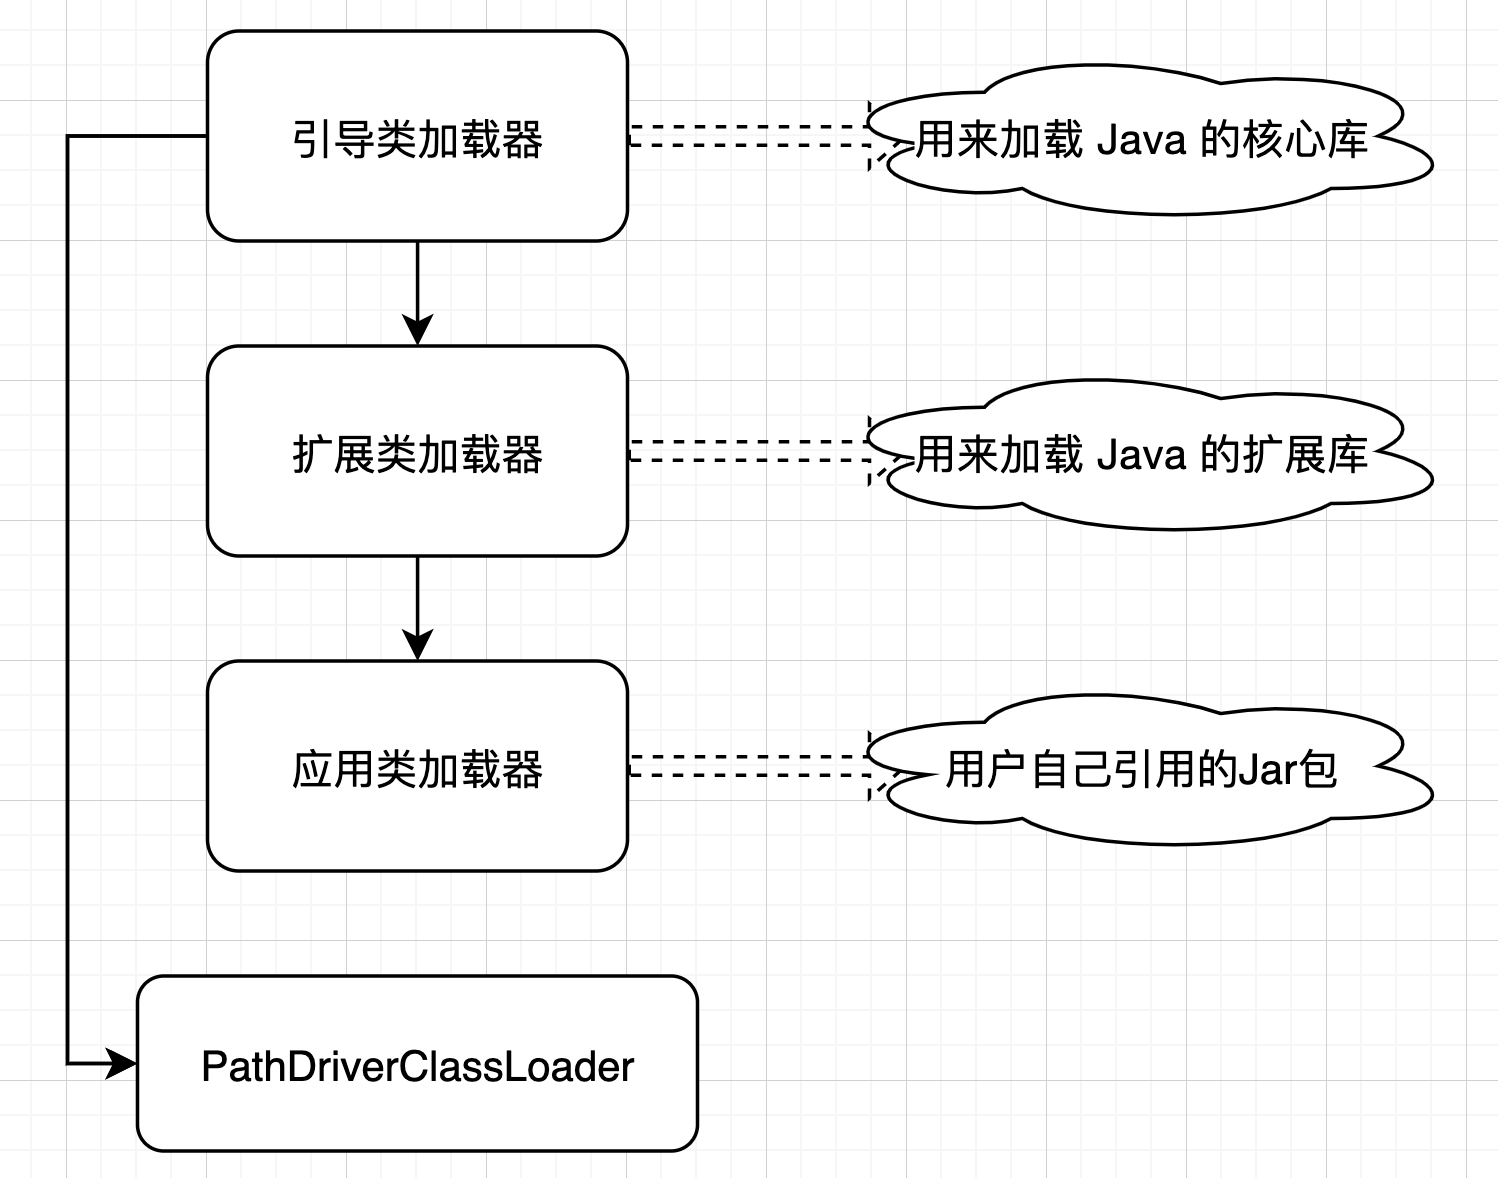 引导类加载器
用来加载 Java 的核心库
扩展类加载器
用来加载 Java 的扩展库
应用类加载器
用户自己引用的Jar包
PathDriverClassLoader